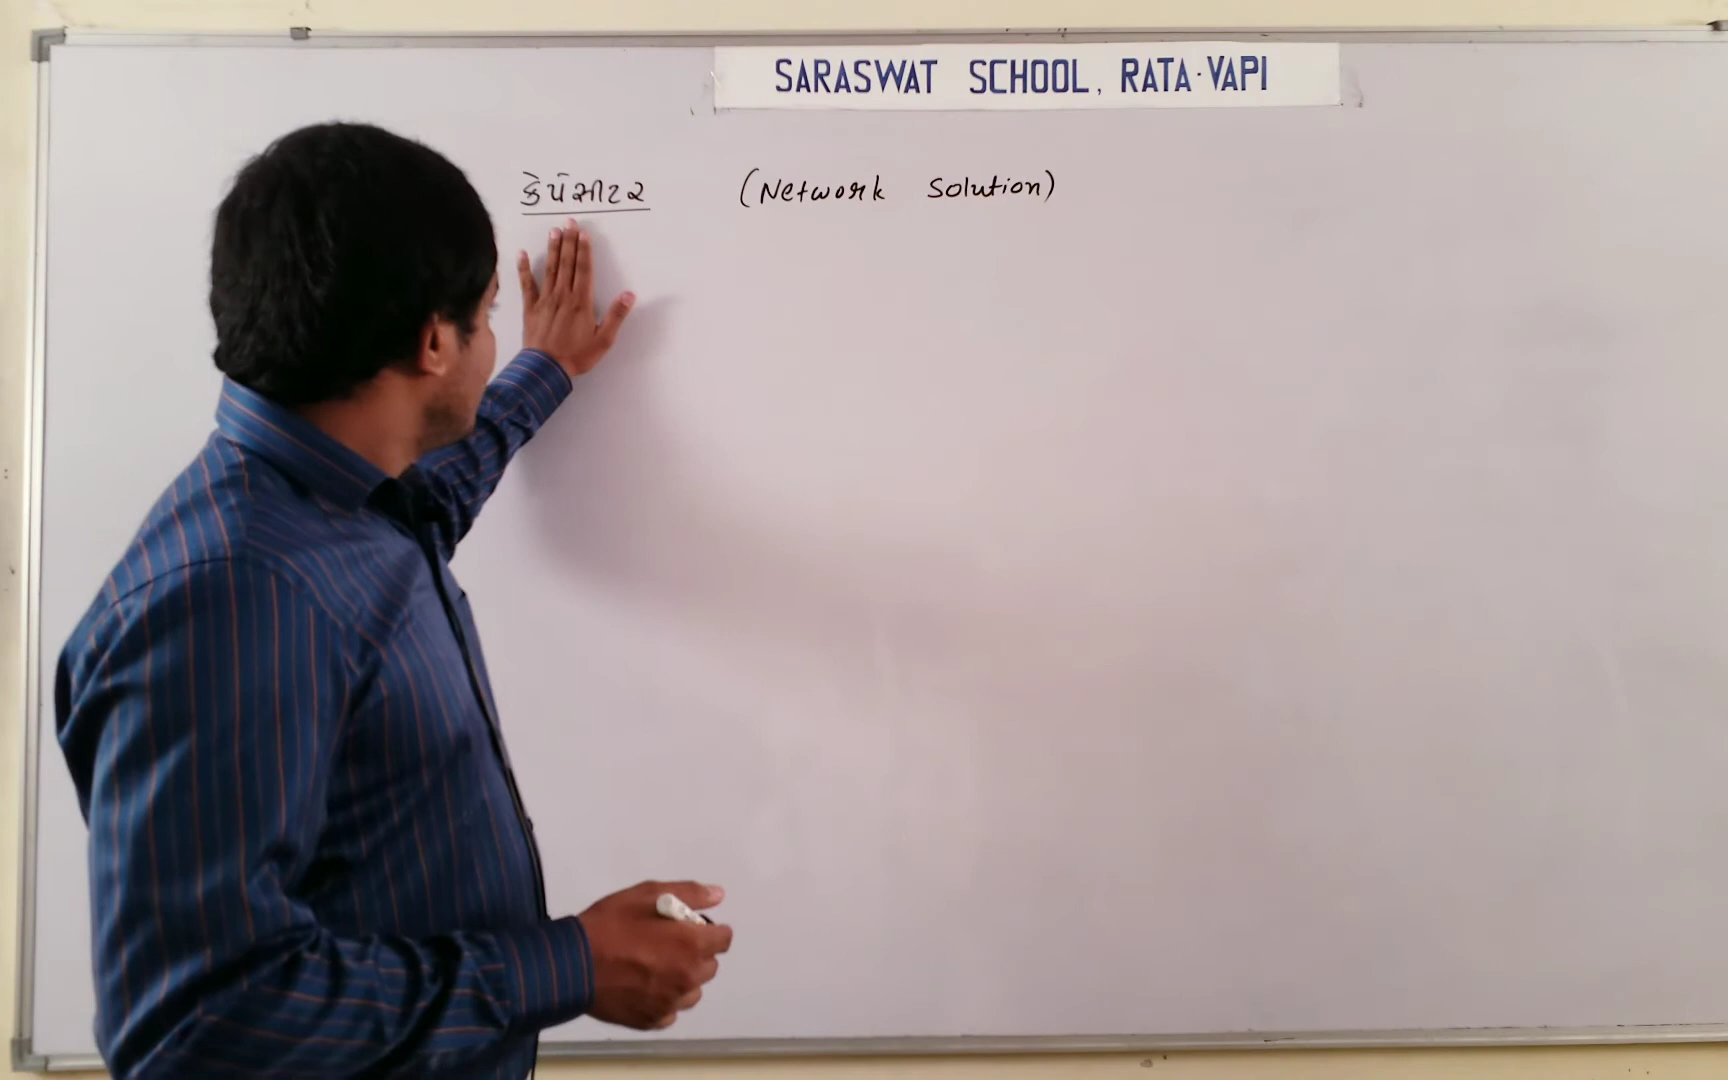 SARASWAT SCHOOL, RATA-VAPI
કેપેસીટર (Network Solution)